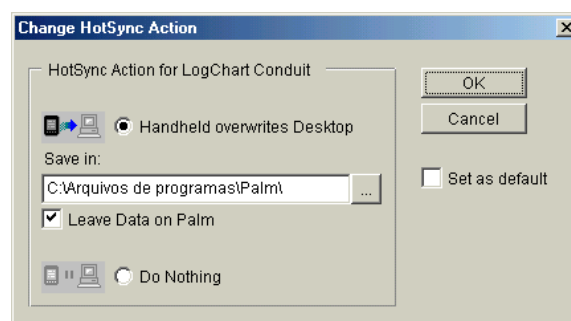 Change HotSync Action
HotSync Action for LogChart Conduit
Handheld overwrites Desktop
Save in:
C:\Arquivos de programas\Palm\
...
Leave Data on Palm
Do Nothing
OK
Cancel
Set as default